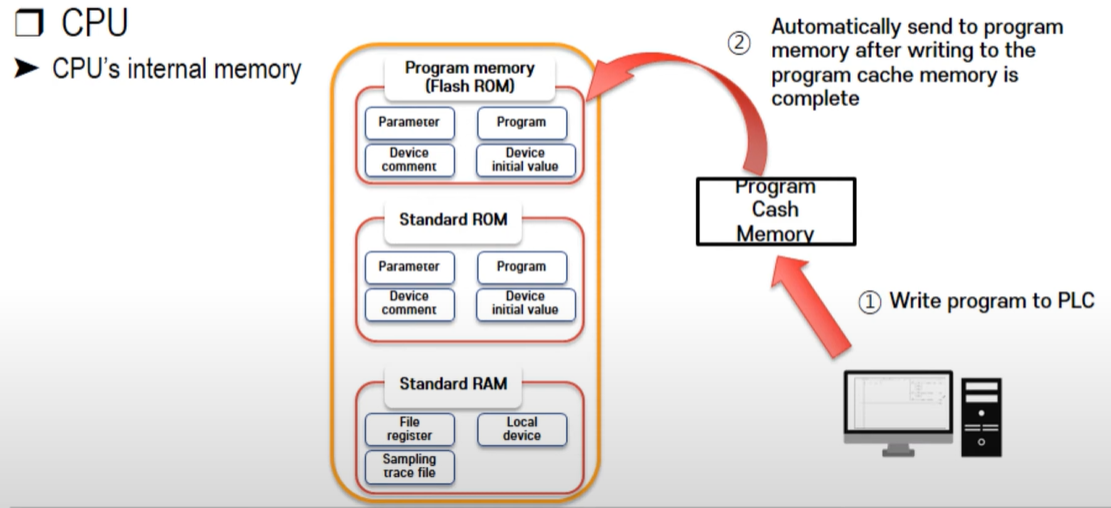 ❐ CPU
➤ CPU's internal memory
Program memory
(Flash ROM)
Parameter
Program
Device
comment
Device
initial value
Standard ROM
Parameter
Program
Device
comment
Device
initial value
Standard RAM
File
register
Local
device
Sampling
trace file
② Automatically send to program
memory after writing to the
program cache memory is
complete
Program
Cash
Memory
① Write program to PLC